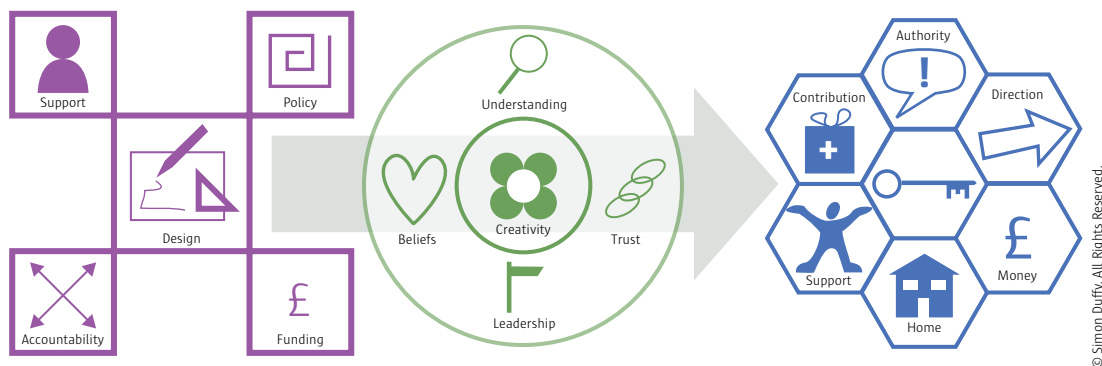 Support
Policy
Design
Accountability
£
Funding
Understanding
Beliefs
Creativity
Trust
Leadership
Authority
!
Contribution
Direction
Support
£
Money
Home
© Simon Duffy. All Rights Reserved.